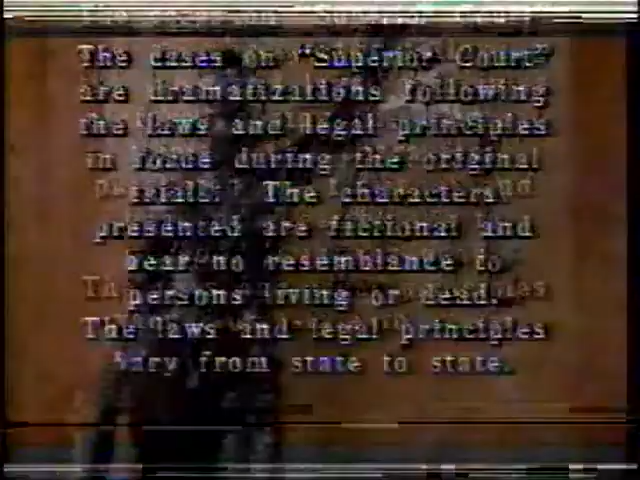 The cases on "Superior Court"
are dramatizations following
the laws and legal principles
in force during the original
trials. The characters
presented are fictional and
bear no resemblance to
persons living or dead.
The laws and legal principles
vary from state to state.